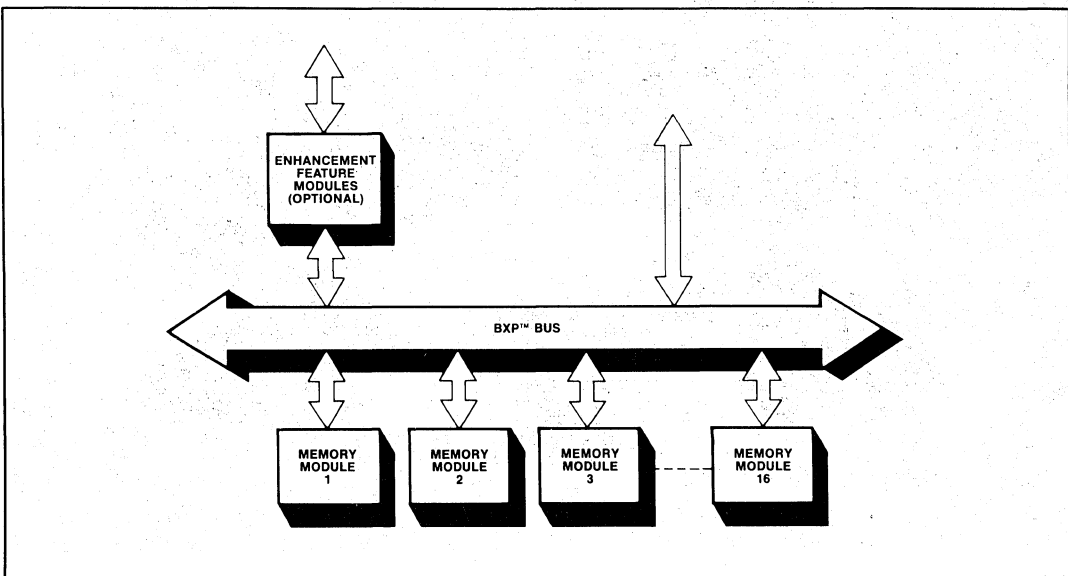 ENHANCEMENT
FEATURE
MODULES
(OPTIONAL)
BXP™ BUS
MEMORY
MODULE
1
MEMORY
MODULE
2
MEMORY
MODULE
3
MEMORY
MODULE
16